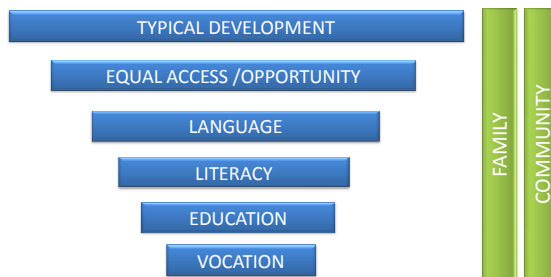 TYPICAL DEVELOPMENT
EQUAL ACCESS /OPPORTUNITY
LANGUAGE
LITERACY
EDUCATION
VOCATION
FAMILY
COMMUNITY